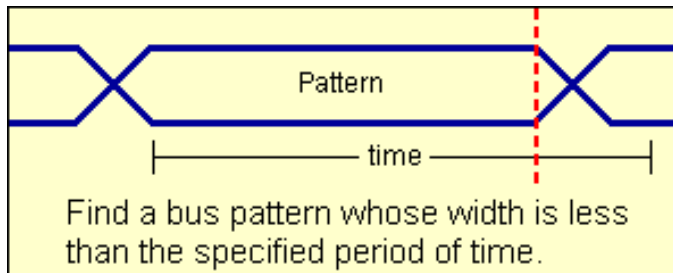 Pattern
time
Find a bus pattern whose width is less
than the specified period of time.